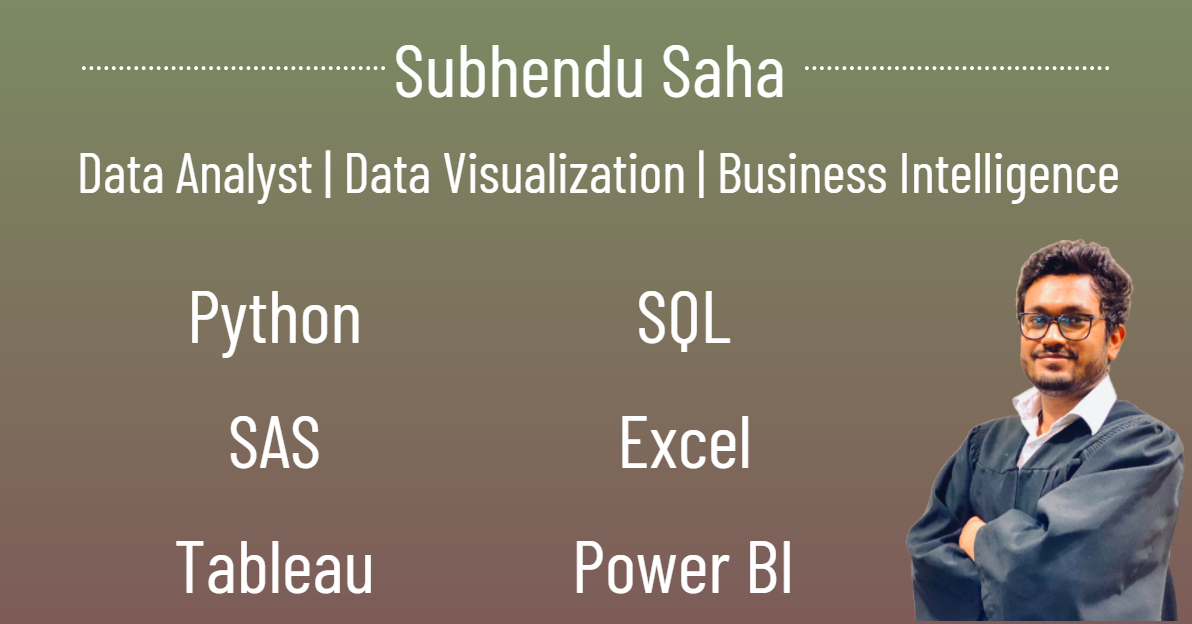 Subhendu Saha
Data Analyst | Data Visualization | Business Intelligence
Python SQL
SAS Excel
Tableau Power BI